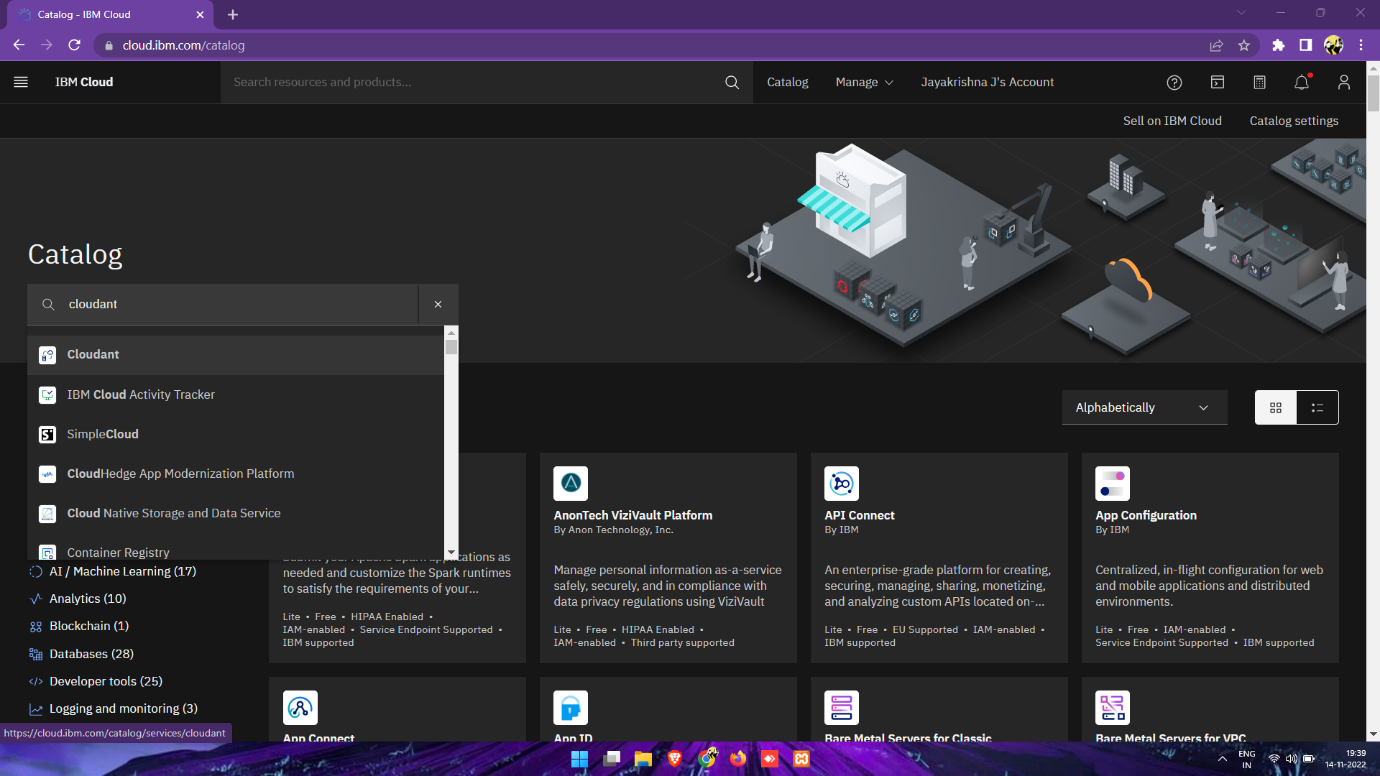 Catalog - IBM Cloud
cloud.ibm.com/catalog
IBM Cloud
Search resources and products...
Catalog
Manage
Jayakrishna J's Account
Sell on IBM Cloud
Catalog settings
Catalog
cloudant
Cloudant
IBM Cloud Activity Tracker
SimpleCloud
CloudHedge App Modernization Platform
Cloud Native Storage and Data Service
Container Registry
AI / Machine Learning (17)
Analytics (10)
Blockchain (1)
Databases (28)
Developer tools (25)
Logging and monitoring (3)
Alphabetically
Submit your Apache Spark applications as
needed and customize the Spark runtimes
to satisfy the requirements of your...
Lite • Free • HIPAA Enabled •
IAM-enabled • Service Endpoint Supported •
IBM supported
AnonTech ViziVault Platform
By Anon Technology, Inc.
Manage personal information as-a-service
safely, securely, and in compliance with
data privacy regulations using ViziVault
Lite • Free • HIPAA Enabled •
IAM-enabled • Third party supported
API Connect
By IBM
An enterprise-grade platform for creating,
securing, managing, sharing, monetizing,
and analyzing custom APIs located on-...
Lite • Free • EU Supported • IAM-enabled •
IBM supported
App Configuration
By IBM
Centralized, in-flight configuration for web
and mobile applications and distributed
environments.
Lite • Free • IAM-enabled •
Service Endpoint Supported • IBM supported
App Connect
App ID
Bare Metal Servers for Classic
Bare Metal Servers for VPC
https://cloud.ibm.com/catalog/services/cloudant
ENG
IN
19:39
14-11-2022